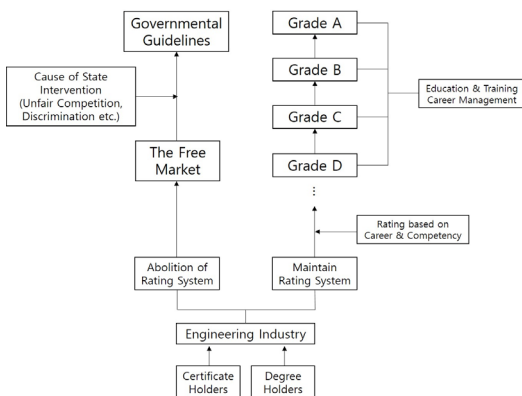 Governmental
Guidelines
Grade A
Grade B
Cause of State
Intervention
(Unfair Competition,
Discrimination etc.)
Education & Training
Career Management
Grade C
The Free
Market
Grade D
...
Rating based on
Career & Competency
Abolition of
Rating System
Maintain
Rating System
Engineering Industry
Certificate
Holders
Degree
Holders